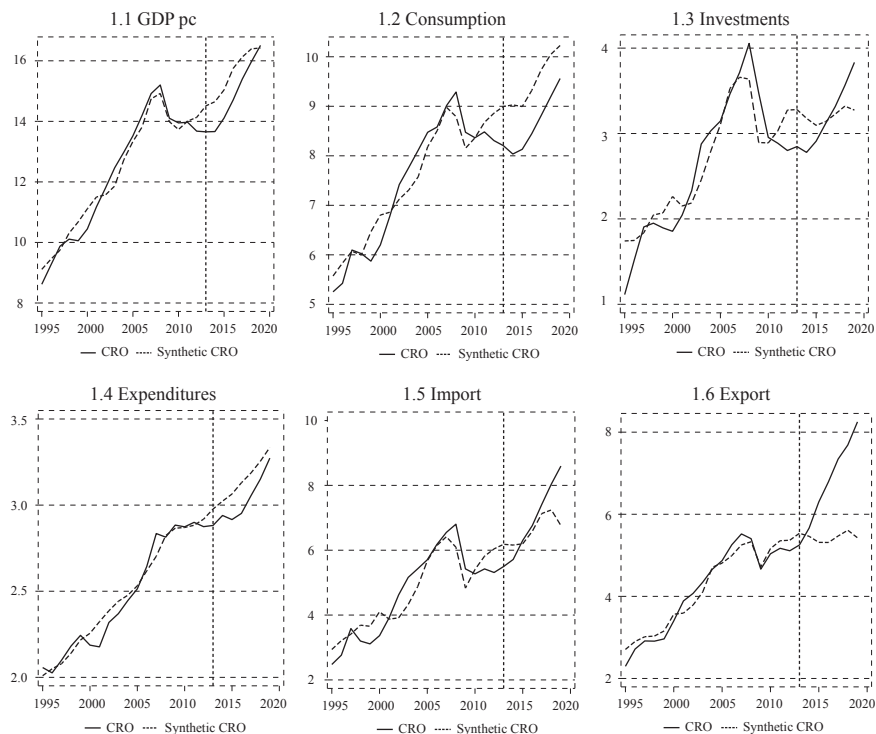 1.1 GDP pc
16
14
12
10
8
1995 2000 2005 2010 2015 2020
CRO Synthetic CRO
1.2 Consumption
10
9
8
7
6
5
1995 2000 2005 2010 2015 2020
CRO Synthetic CRO
1.3 Investments
4
3
2
1
1995 2000 2005 2010 2015 2020
CRO Synthetic CRO
1.4 Expenditures
3.5
3.0
2.5
2.0
1995 2000 2005 2010 2015 2020
CRO Synthetic CRO
1.5 Import
10
8
6
4
2
1995 2000 2005 2010 2015 2020
CRO Synthetic CRO
1.6 Export
8
6
4
2
1995 2000 2005 2010 2015 2020
CRO Synthetic CRO